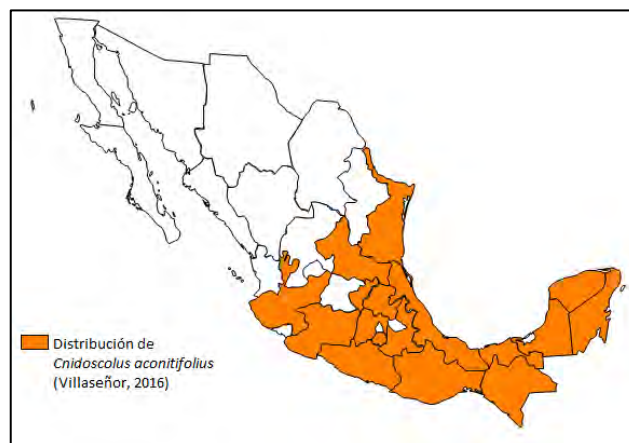 Distribución de
Cnidoscolus aconitifolius
(Villaseñor, 2016)